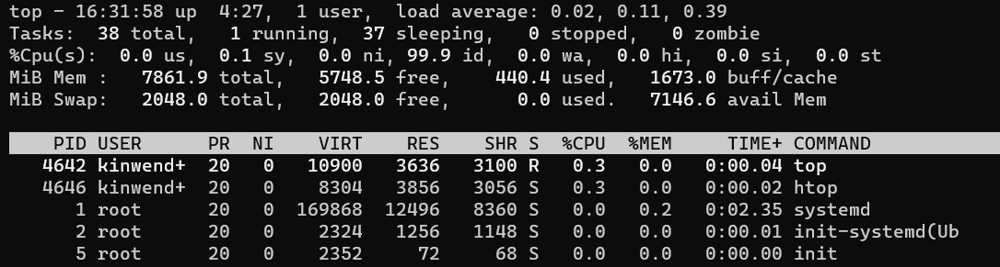 top - 16:31:58 up  4:27,  1 user,  load average: 0.02, 0.11, 0.39
Tasks:  38 total,   1 running,  37 sleeping,   0 stopped,   0 zombie
%Cpu(s):  0.0 us,  0.1 sy,  0.0 ni, 99.9 id,  0.0 wa,  0.0 hi,  0.0 si,  0.0 st
MiB Mem :   7861.9 total,   5748.5 free,    440.4 used,   1673.0 buff/cache
MiB Swap:   2048.0 total,   2048.0 free,      0.0 used.   7146.6 avail Mem
    PID USER      PR  NI    VIRT    RES    SHR S  %CPU  %MEM     TIME+ COMMAND
   4642 kinwend+  20   0   10900   3636   3100 R   0.3   0.0   0:00.04 top
   4646 kinwend+  20   0    8304   3856   3056 S   0.3   0.0   0:00.02 htop
      1 root      20   0  169868  12496   8360 S   0.0   0.2   0:02.35 systemd
      2 root      20   0    2324   1256   1148 S   0.0   0.0   0:00.01 init-systemd(Ub
      5 root      20   0    2352     72     68 S   0.0   0.0   0:00.00 init